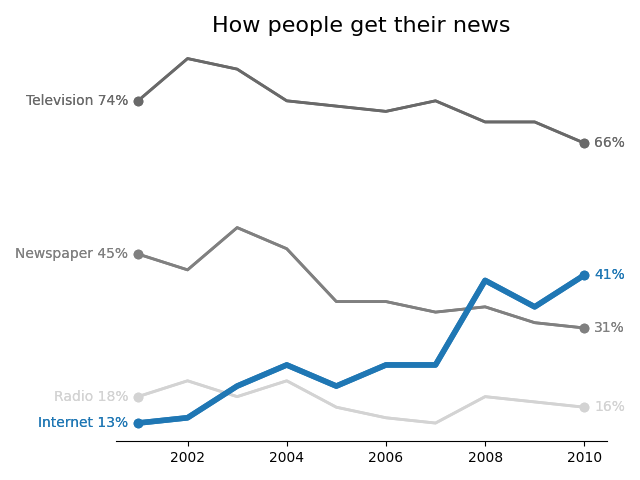 How people get their news
Television 74%
66%
Newspaper 45%
41%
31%
Radio 18%
16%
Internet 13%
2002 2004 2006 2008 2010